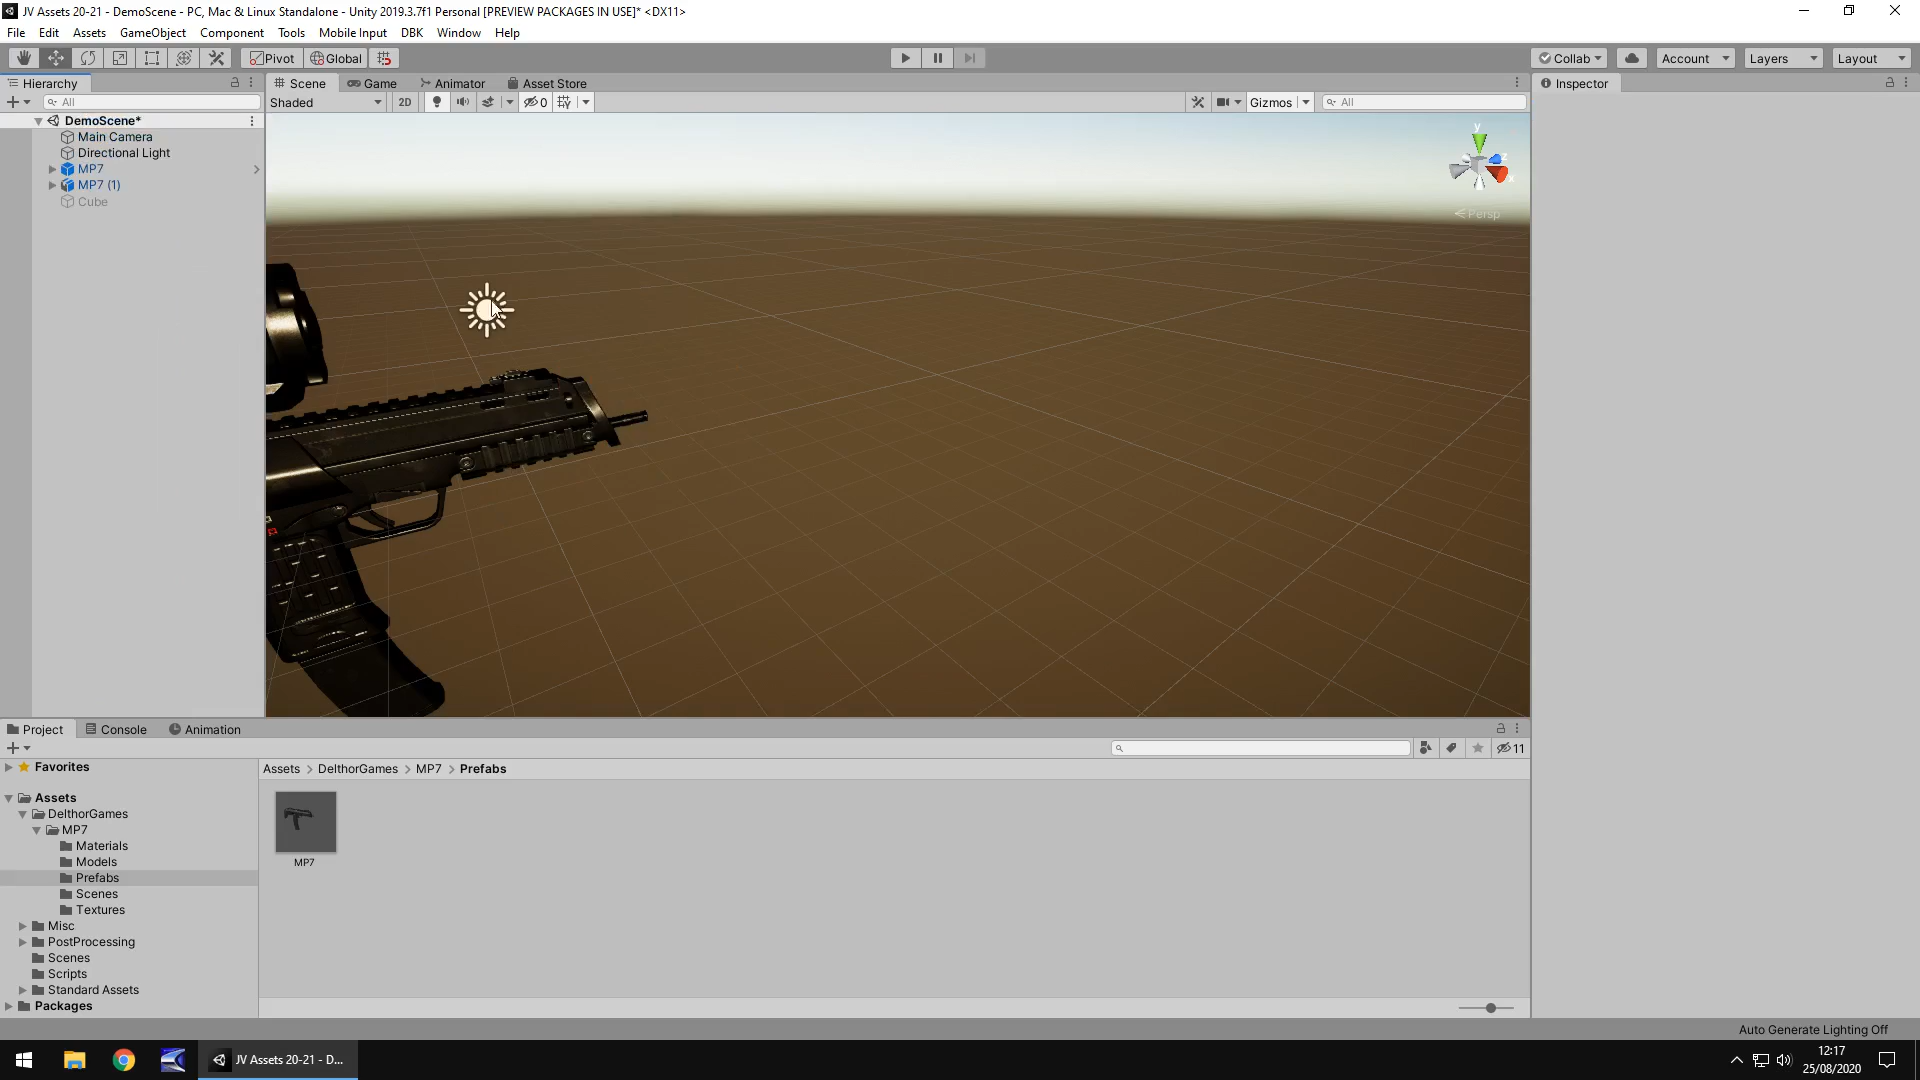 JV Assets 20-21 - DemoScene - PC, Mac & Linux Standalone - Unity 2019.3.7f1 Personal [PREVIEW PACKAGES IN USE]* <DX11>
File Edit Assets GameObject Component Tools Mobile Input DBK Window Help
Pivot Global Collab Account Layers Layout
Hierarchy Scene Game Animator Asset Store Inspector
All Shaded 2D 0 Gizmos All
DemoScene*
Main Camera
Directional Light
MP7
MP7 (1)
Cube
y
z
x
Persp
Project Console Animation
11
Favorites
Assets > DelthorGames > MP7 > Prefabs
Assets
DelthorGames
MP7
Materials
Models
Prefabs
Scenes
Textures
Misc
PostProcessing
Scenes
Scripts
Standard Assets
Packages
MP7
Auto Generate Lighting Off
JV Assets 20-21 - D...
12:17
25/08/2020